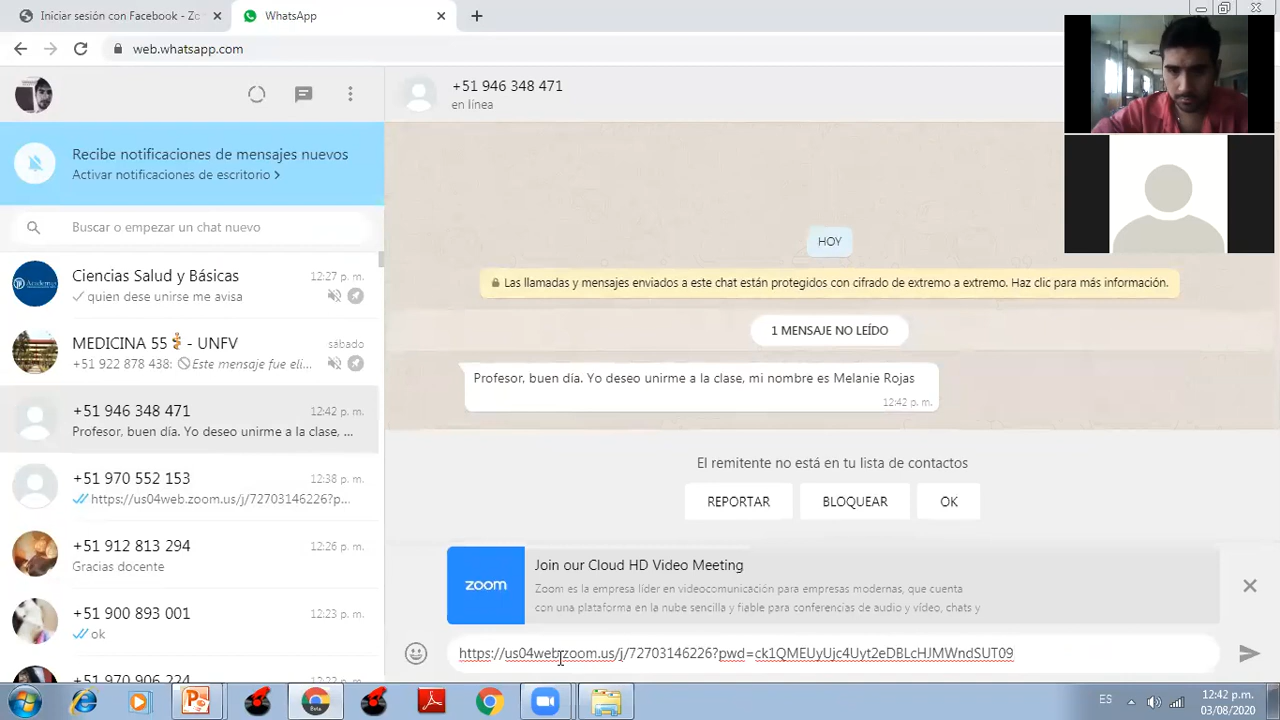 Iniciar sesión con Facebook - Zo
WhatsApp
web.whatsapp.com
+51 946 348 471
en línea
Recibe notificaciones de mensajes nuevos
Activar notificaciones de escritorio >
Buscar o empezar un chat nuevo
Ciencias Salud y Básicas 12:27 p. m.
quien dese unirse me avisa
MEDICINA 55 - UNFV sábado
+51 922 878 438: Este mensaje fue eli...
+51 946 348 471 12:42 p. m.
Profesor, buen día. Yo deseo unirme a la clase, ...
+51 970 552 153 12:38 p. m.
https://us04web.zoom.us/j/72703146226?p...
+51 912 813 294 12:26 p. m.
Gracias docente
+51 900 893 001 12:23 p. m.
ok
+51 970 906 224
HOY
Las llamadas y mensajes enviados a este chat están protegidos con cifrado de extremo a extremo. Haz clic para más información.
1 MENSAJE NO LEÍDO
Profesor, buen día. Yo deseo unirme a la clase, mi nombre es Melanie Rojas
12:42 p. m.
El remitente no está en tu lista de contactos
REPORTAR BLOQUEAR OK
zoom
Join our Cloud HD Video Meeting
Zoom es la empresa líder en videocomunicación para empresas modernas, que cuenta
con una plataforma en la nube sencilla y fiable para conferencias de audio y vídeo, chats y
https://us04web.zoom.us/j/72703146226?pwd=ck1QMEUyUjc4Uyt2eDBLcHJMWndSUT09
ES
12:42 p.m.
03/08/2020